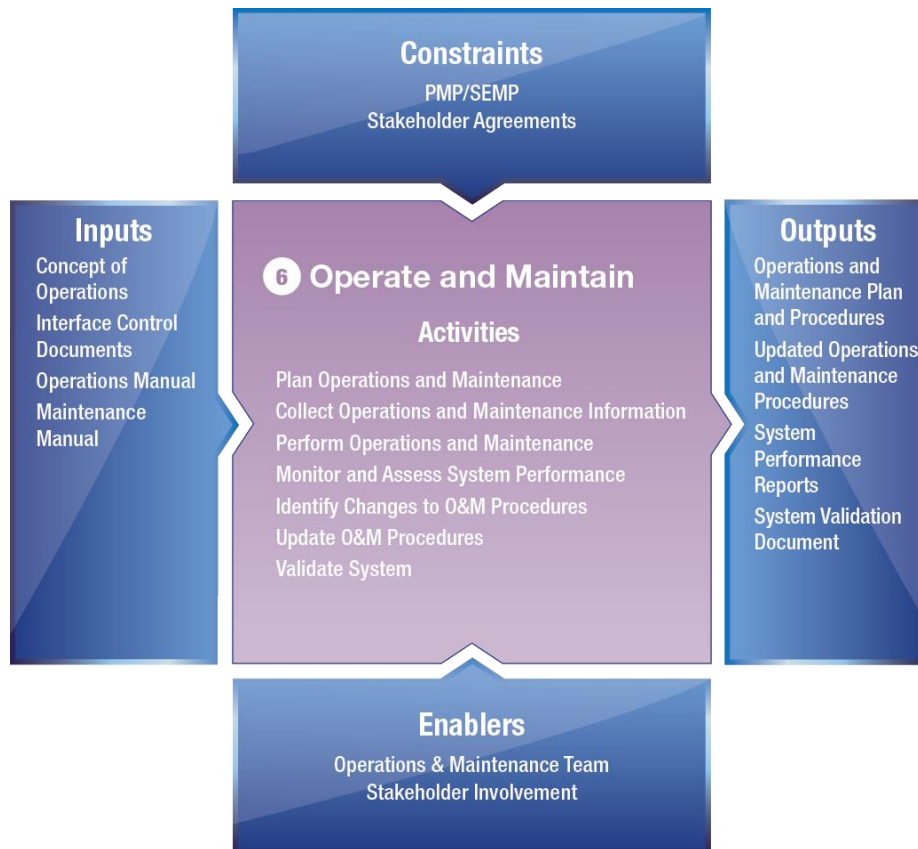 Constraints
PMP/SEMP
Stakeholder Agreements
Inputs
Concept of
Operations
Interface Control
Documents
Operations Manual
Maintenance
Manual
6 Operate and Maintain
Activities
Plan Operations and Maintenance
Collect Operations and Maintenance Information
Perform Operations and Maintenance
Monitor and Assess System Performance
Identify Changes to O&M Procedures
Update O&M Procedures
Validate System
Outputs
Operations and
Maintenance Plan
and Procedures
Updated Operations
and Maintenance
Procedures
System
Performance
Reports
System Validation
Document
Enablers
Operations & Maintenance Team
Stakeholder Involvement